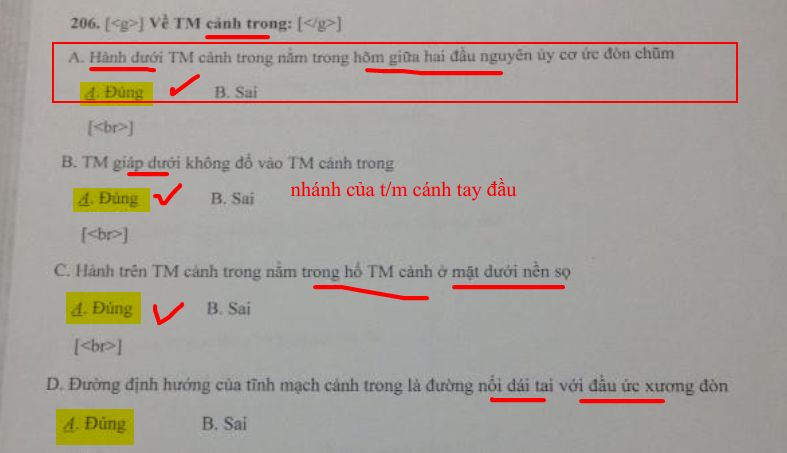 206. [<g>] Về TM cảnh trong: [</g>]
A. Hành dưới TM cảnh trong nằm trong hõm giữa hai đầu nguyên ủy cơ ức đòn chũm
A. Đúng B. Sai
[<br>]
B. TM giáp dưới không đổ vào TM cảnh trong
A. Đúng B. Sai nhánh của t/m cánh tay đầu
[<br>]
C. Hành trên TM cảnh trong nằm trong hố TM cảnh ở mặt dưới nền sọ
A. Đúng B. Sai
[<br>]
D. Đường định hướng của tĩnh mạch cảnh trong là đường nối dái tai với đầu ức xương đòn
A. Đúng B. Sai